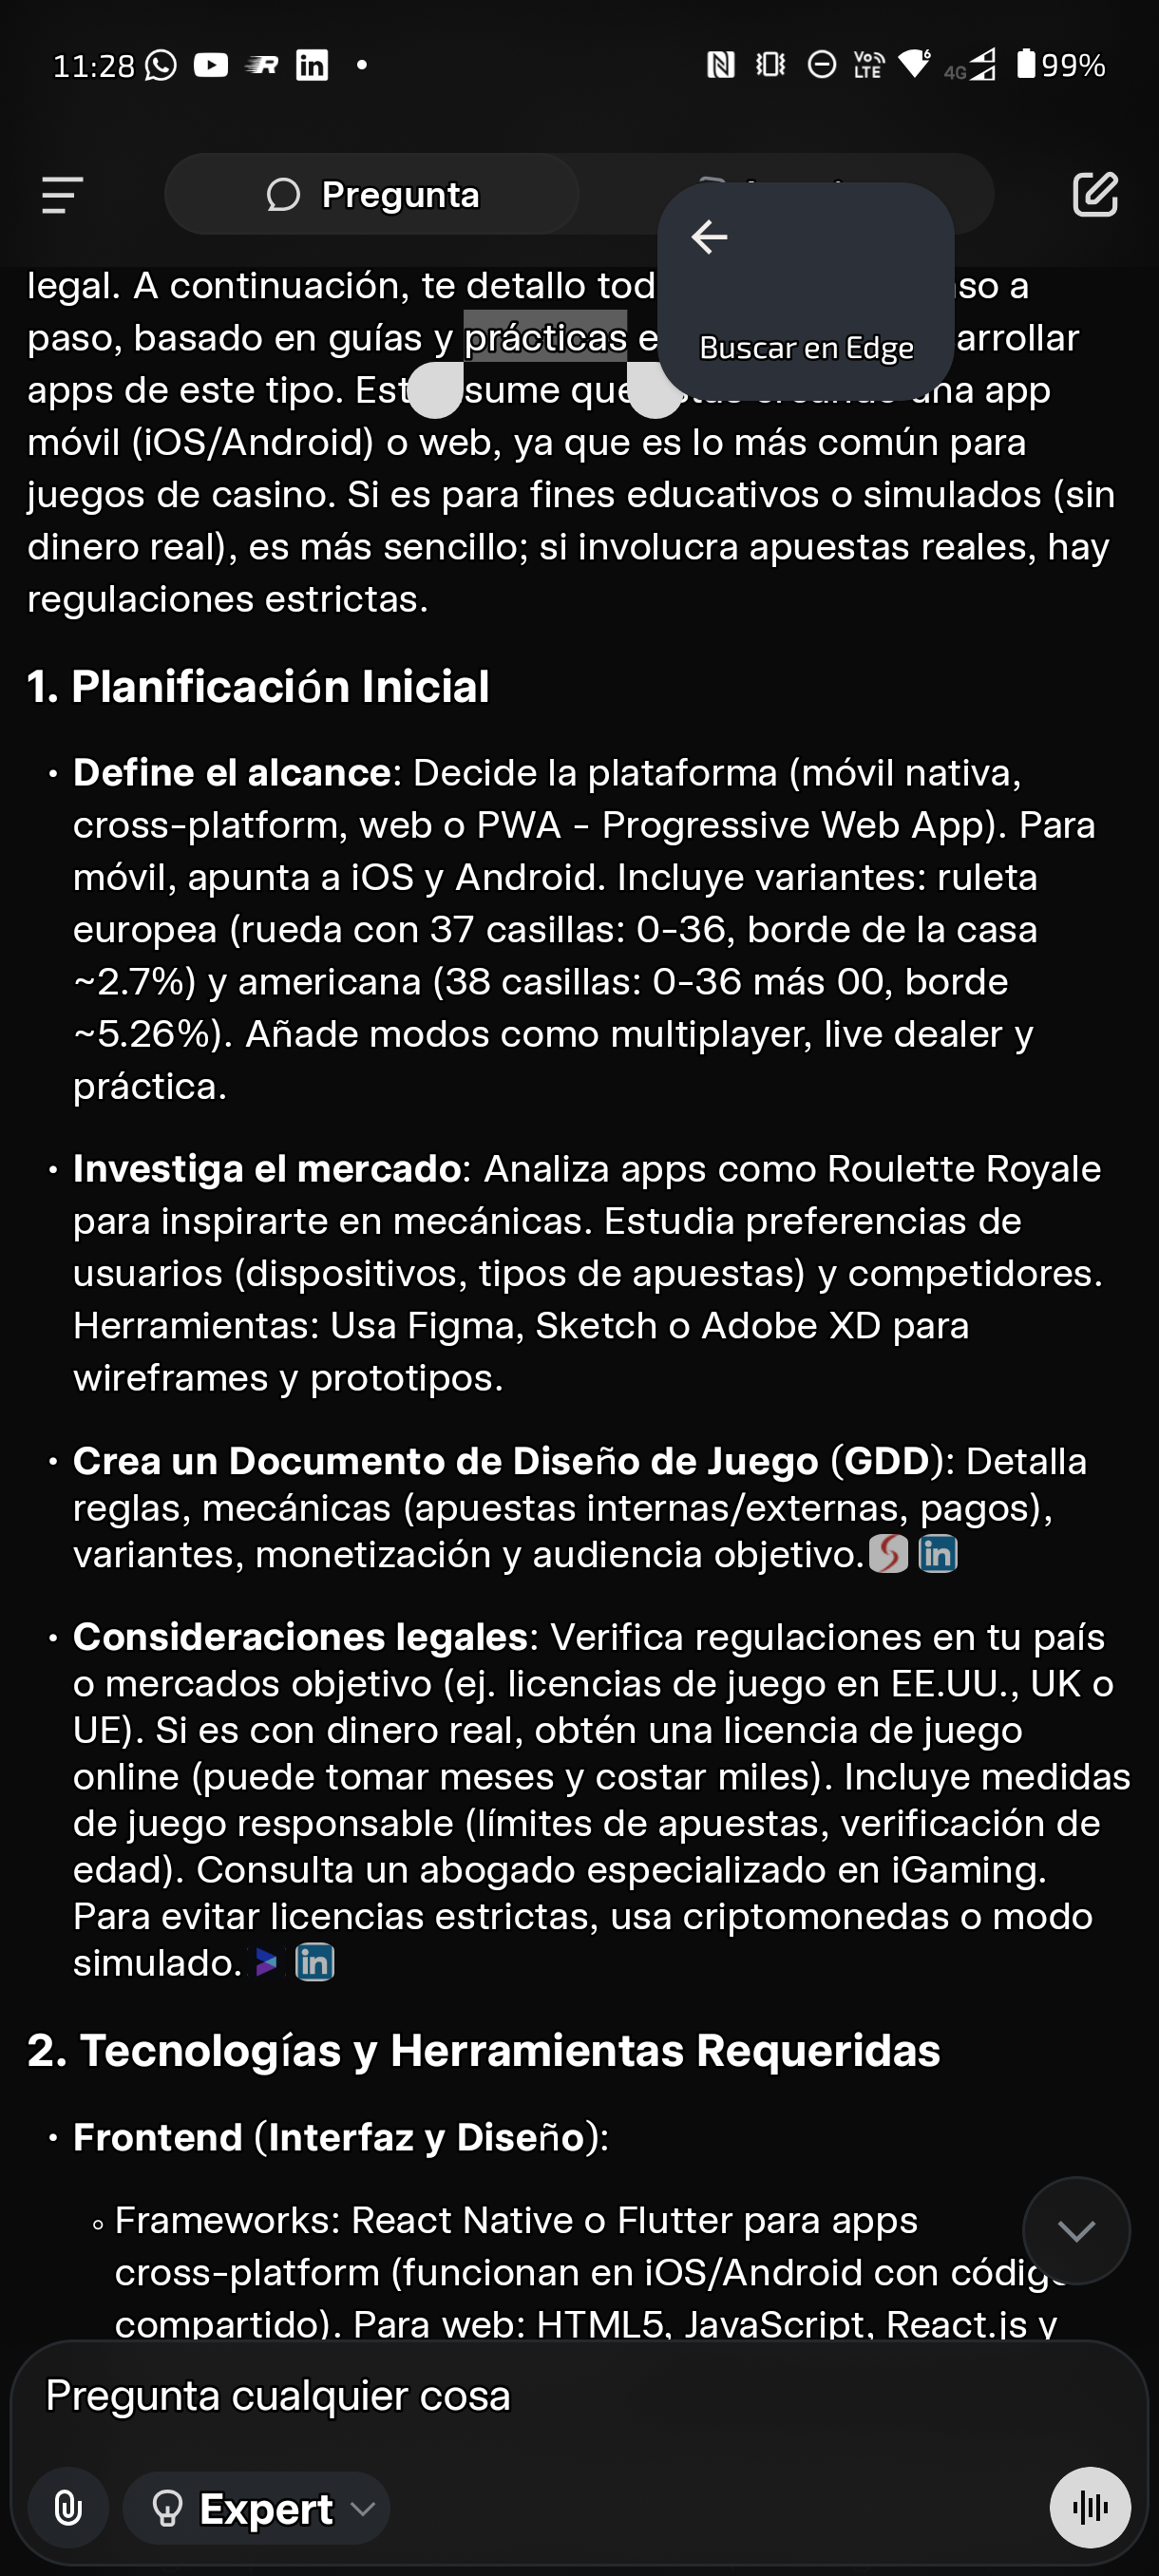 11:28
Vo LTE
6
4G
99%
Pregunta
Buscar en Edge
legal. A continuación, te detallo
a
paso, basado en guías y prácticas
apps de este tipo. que app
móvil (iOS/Android) o web, ya que es lo más común para
juegos de casino. Si es para fines educativos o simulados (sin
dinero real), es más sencillo; si involucra apuestas reales, hay
regulaciones estrictas.
1. Planificación Inicial
• Define el alcance: Decide la plataforma (móvil nativa,
cross-platform, web o PWA - Progressive Web App). Para
móvil, apunta a iOS y Android. Incluye variantes: ruleta
europea (rueda con 37 casillas: 0-36, borde de la casa
~2.7%) y americana (38 casillas: 0-36 más 00, borde
~5.26%). Añade modos como multiplayer, live dealer y
práctica.
• Investiga el mercado: Analiza apps como Roulette Royale
para inspirarte en mecánicas. Estudia preferencias de
usuarios (dispositivos, tipos de apuestas) y competidores.
Herramientas: Usa Figma, Sketch o Adobe XD para
wireframes y prototipos.
• Crea un Documento de Diseño de Juego (GDD): Detalla
reglas, mecánicas (apuestas internas/externas, pagos),
variantes, monetización y audiencia objetivo.
• Consideraciones legales: Verifica regulaciones en tu país
o mercados objetivo (ej. licencias de juego en EE.UU., UK o
UE). Si es con dinero real, obtén una licencia de juego
online (puede tomar meses y costar miles). Incluye medidas
de juego responsable (límites de apuestas, verificación de
edad). Consulta un abogado especializado en iGaming.
Para evitar licencias estrictas, usa criptomonedas o modo
simulado.
2. Tecnologías y Herramientas Requeridas
• Frontend (Interfaz y Diseño):
◦ Frameworks: React Native o Flutter para apps
cross-platform (funcionan en iOS/Android con código
compartido). Para web: HTML5, JavaScript, React.js y
Pregunta cualquier cosa
Expert